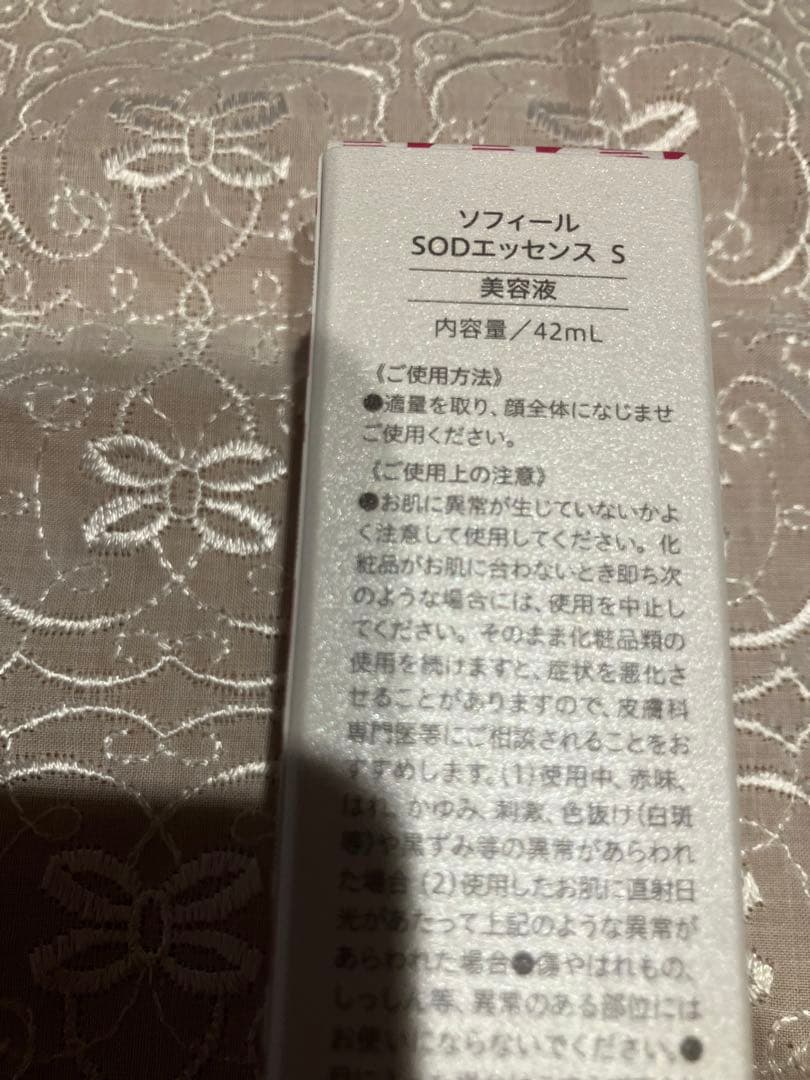 ソフィール
SODエッセンス S
美容液
内容量／42mL
《ご使用方法》
●適量を取り、顔全体になじませ
ご使用ください。
《ご使用上の注意》
●お肌に異常が生じていないかよ
く注意して使用してください。化
粧品がお肌に合わないとき即ち次
のような場合には、使用を中止し
てください。そのまま化粧品類の
使用を続けますと、症状を悪化さ
せることがありますので、皮膚科
専門医等にご相談されることをお
すすめします。(1)使用中、赤味、
はれ、かゆみ、刺激、色抜け(白斑
等)や黒ずみ等の異常があらわれ
た場合 (2)使用したお肌に直射日
光があたって上記のような異常が
あらわれた場合●傷やはれもの、
しっしん等、異常のある部位には
お使いにならないでください。●